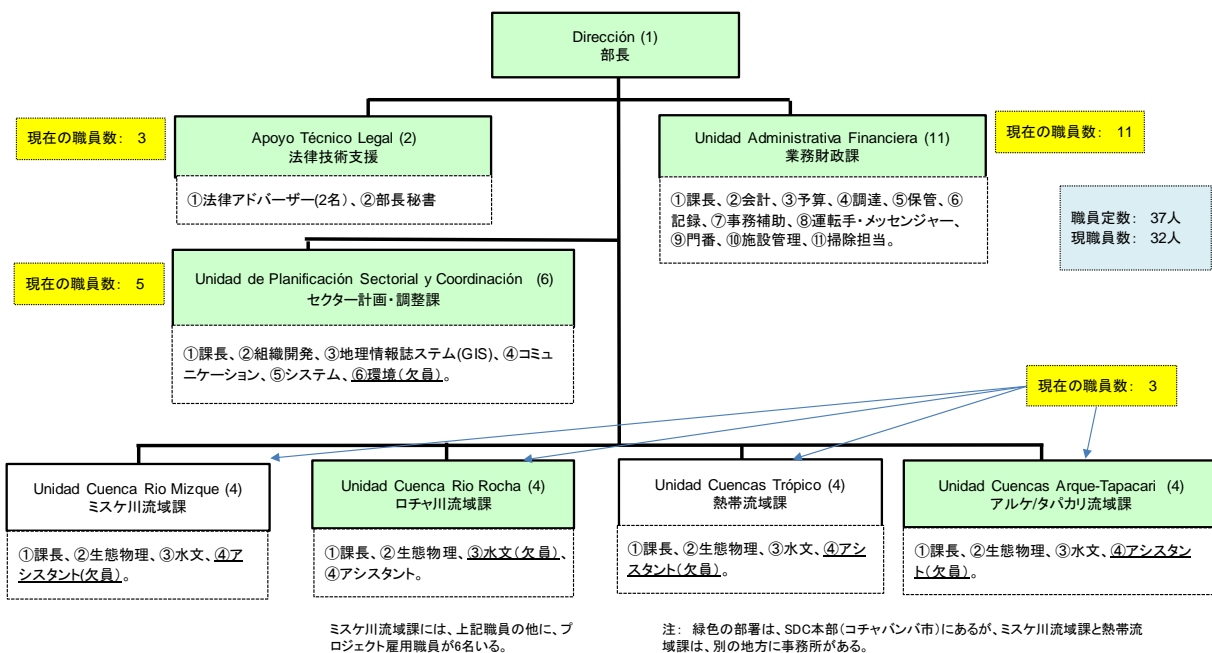 Dirección (1)
部長
現在の職員数: 3
Apoyo Técnico Legal (2)
法律技術支援
①法律アドバーザー(2名)、②部長秘書
Unidad Administrativa Financiera (11)
業務財政課
①課長、②会計、③予算、④調達、⑤保管、⑥
記録、⑦事務補助、⑧運転手・メッセンジャー、
⑨門番、⑩施設管理、⑪掃除担当。
現在の職員数: 11
職員定数: 37人
現職員数: 32人
現在の職員数: 5
Unidad de Planificación Sectorial y Coordinación (6)
セクター計画・調整課
①課長、②組織開発、③地理情報誌ステム(GIS)、④コミュ
ニケーション、⑤システム、⑥環境(欠員)。
現在の職員数: 3
Unidad Cuenca Rio Mizque (4)
ミスケ川流域課
①課長、②生態物理、③水文、④ア
シスタント(欠員)。
Unidad Cuenca Rio Rocha (4)
ロチャ川流域課
①課長、②生態物理、③水文(欠員)、
④アシスタント。
Unidad Cuencas Trópico (4)
熱帯流域課
①課長、②生態物理、③水文、④アシ
スタント(欠員)。
Unidad Cuencas Arque-Tapacari (4)
アルケ/タパカリ流域課
①課長、②生態物理、③水文、④アシスタン
ト(欠員)。
ミスケ川流域課には、上記職員の他に、プ
ロジェクト雇用職員が6名いる。
注: 緑色の部署は、SDC本部(コチャバンバ市)にあるが、ミスケ川流域課と熱帯流
域課は、別の地方に事務所がある。